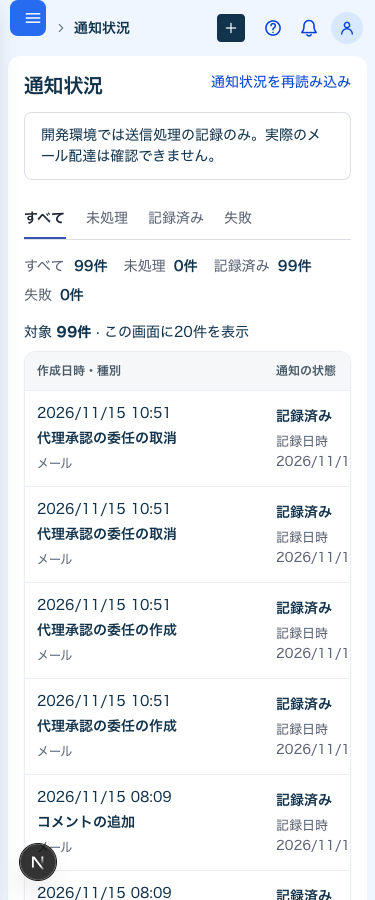 通知状況
通知状況
通知状況を再読み込み
開発環境では送信処理の記録のみ。実際のメ
ール配達は確認できません。
すべて 未処理 記録済み 失敗
すべて 99件 未処理 0件 記録済み 99件
失敗 0件
対象 99件 · この画面に20件を表示
作成日時・種別 通知の状態
2026/11/15 10:51
代理承認の委任の取消
メール
記録済み
記録日時
2026/11/1
2026/11/15 10:51
代理承認の委任の取消
メール
記録済み
記録日時
2026/11/1
2026/11/15 10:51
代理承認の委任の作成
メール
記録済み
記録日時
2026/11/1
2026/11/15 10:51
代理承認の委任の作成
メール
記録済み
記録日時
2026/11/1
2026/11/15 08:09
コメントの追加
メール
記録済み
記録日時
2026/11/1
2026/11/15 08:09
記録済み
N